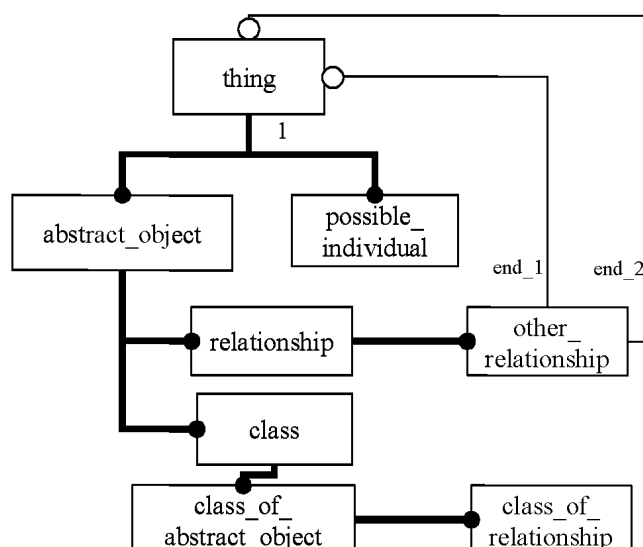 thing
1
abstract_object
possible_
individual
end_1
end_2
relationship
other_
relationship
class
class_of_
abstract_object
class_of_
relationship